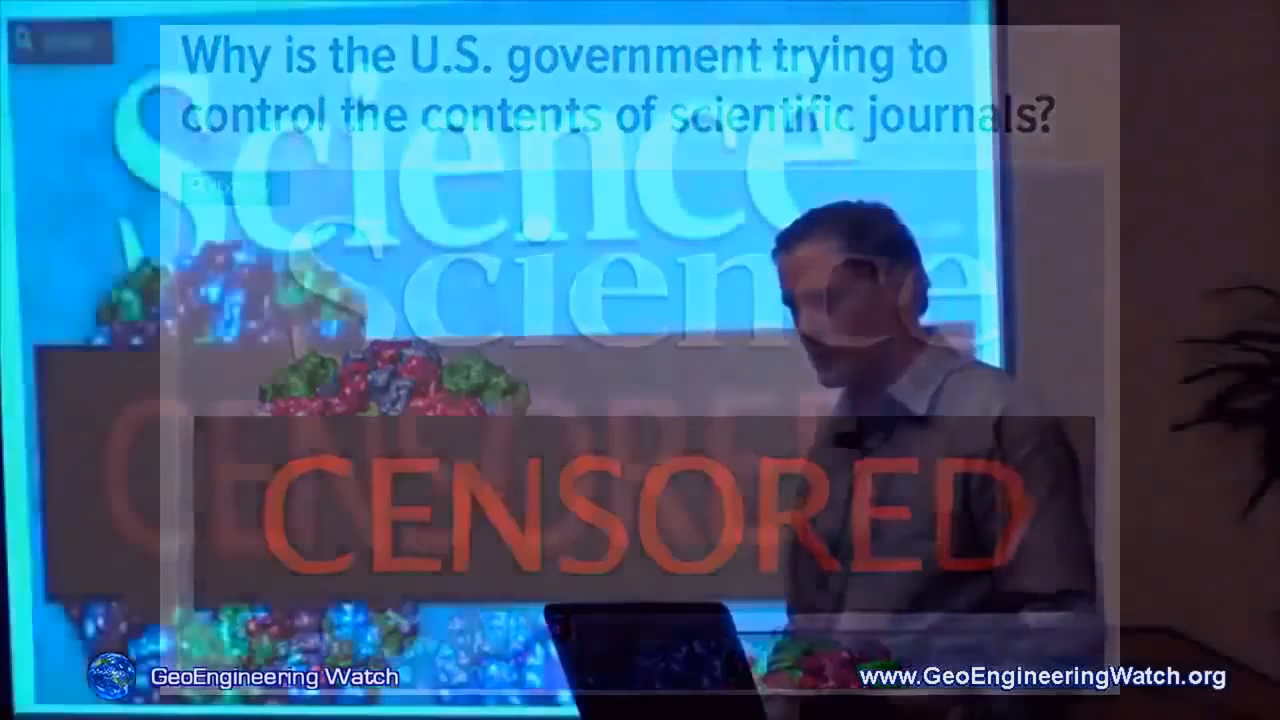 Why is the U.S. government trying to
control the contents of scientific journals?
Science
Science
CENSORED
CENSORED
GeoEngineering Watch
www.GeoEngineeringWatch.org